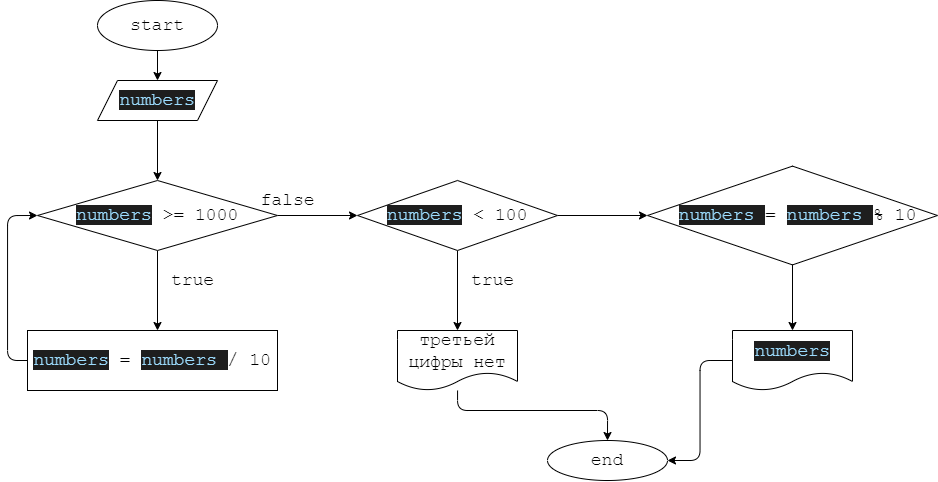 start
numbers
false
numbers >= 1000
numbers < 100
numbers = numbers % 10
true
true
numbers = numbers / 10
третьей
цифры нет
numbers
end